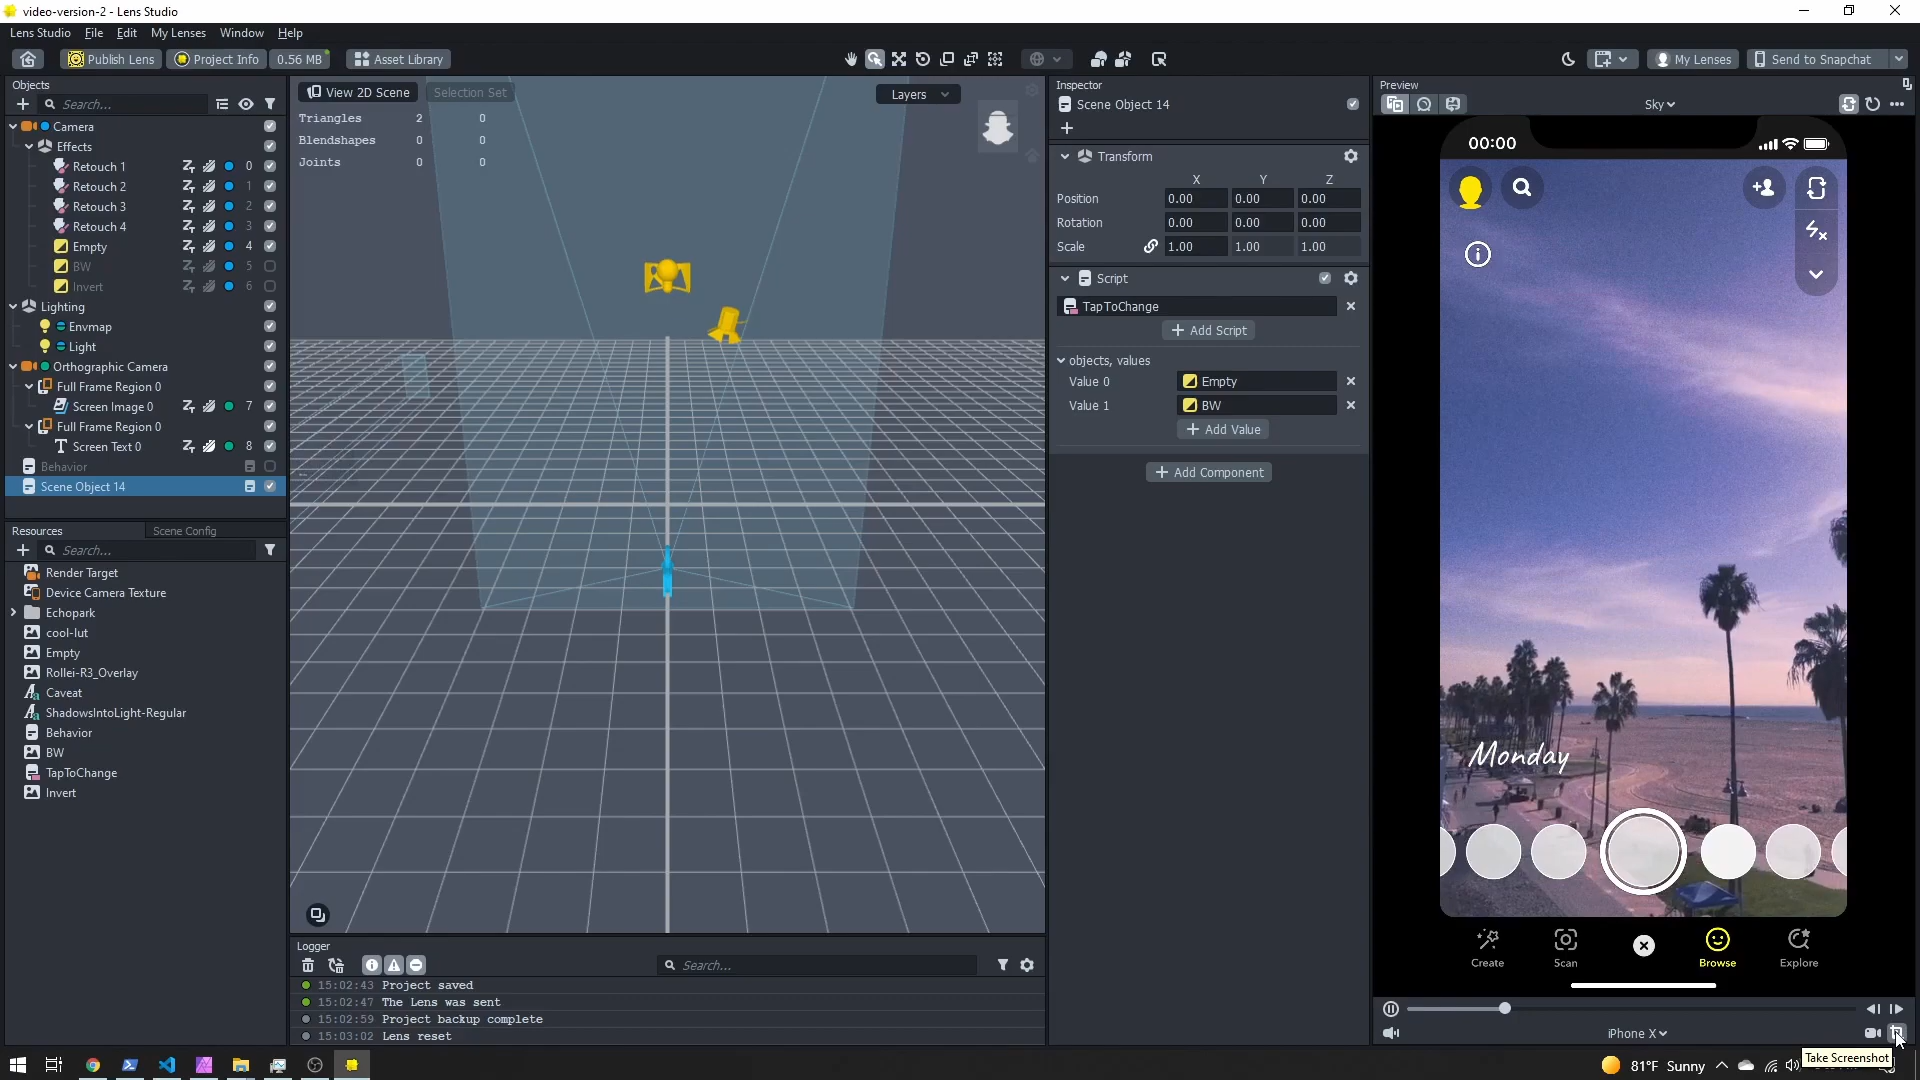 video-version-2 - Lens Studio
Lens Studio File Edit My Lenses Window Help
Publish Lens Project Info 0.56 MB Asset Library My Lenses Send to Snapchat
Objects
Search...
Camera
Effects
Retouch 1 0
Retouch 2 1
Retouch 3 2
Retouch 4 3
Empty 4
BW 5
Invert 6
Lighting
Envmap
Light
Orthographic Camera
Full Frame Region 0
Screen Image 0 7
Full Frame Region 0
Screen Text 0 8
Behavior
Scene Object 14
Resources Scene Config
Search...
Render Target
Device Camera Texture
Echopark
cool-lut
Empty
Rollei-R3_Overlay
Caveat
ShadowsIntoLight-Regular
Behavior
BW
TapToChange
Invert
View 2D Scene Selection Set Layers
Triangles 2 0
Blendshapes 0 0
Joints 0 0
Logger
Search...
15:02:43 Project saved
15:02:47 The Lens was sent
15:02:59 Project backup complete
15:03:02 Lens reset
Inspector
Scene Object 14
Transform
X Y Z
Position 0.00 0.00 0.00
Rotation 0.00 0.00 0.00
Scale 1.00 1.00 1.00
Script
TapToChange
+ Add Script
objects, values
Value 0 Empty
Value 1 BW
+ Add Value
+ Add Component
Preview
Sky
00:00
Monday
Create Scan Browse Explore
iPhone X
Take Screenshot
81°F Sunny